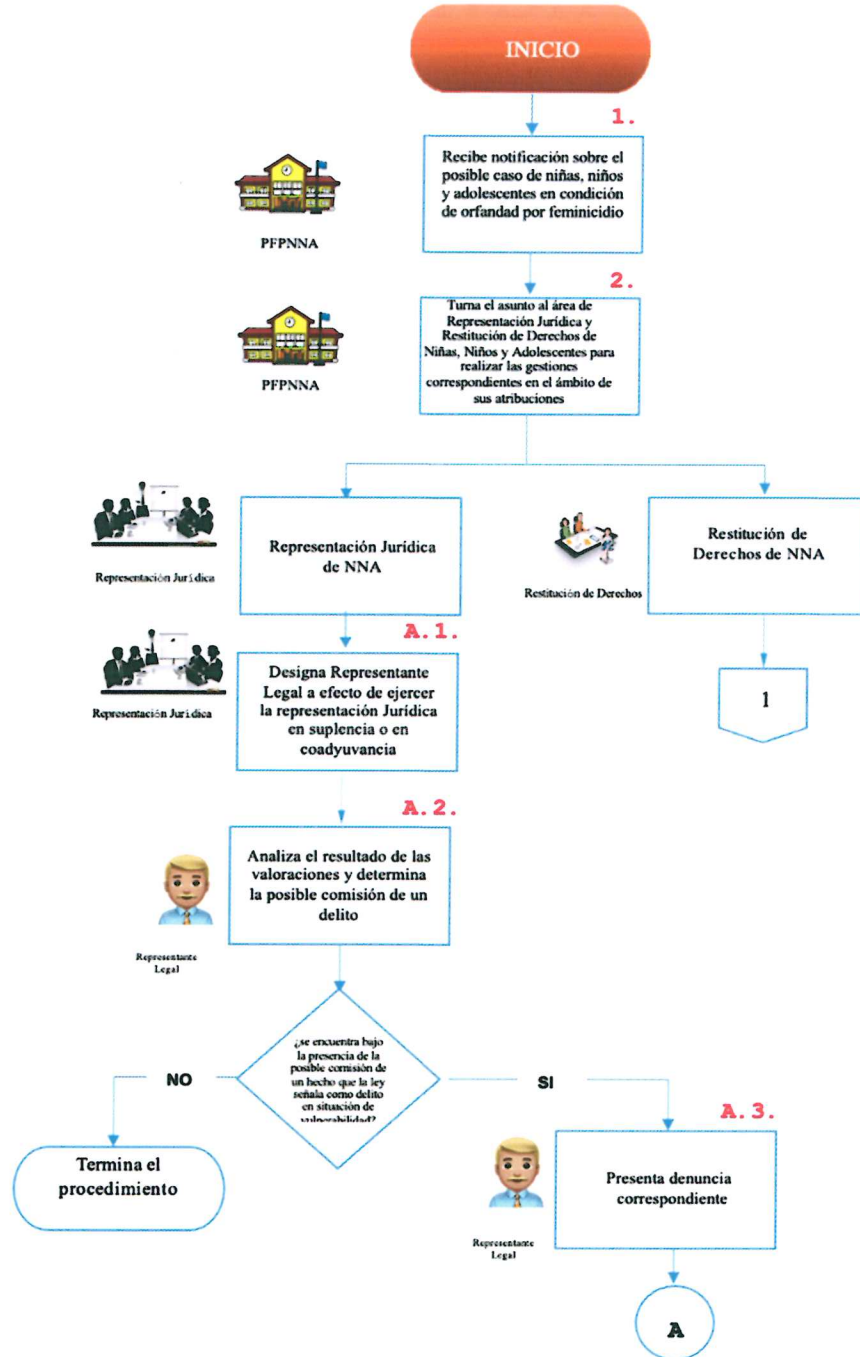 INICIO
1.
Recibe notificación sobre el
posible caso de niñas, niños
y adolescentes en condición
de orfandad por feminicidio
PFPNNA
2.
Turna el asunto al área de
Representación Jurídica y
Restitución de Derechos de
Niñas, Niños y Adolescentes para
realizar las gestiones
correspondientes en el ámbito de
sus atribuciones
PFPNNA
Representación Jurídica
Representación Jurídica
de NNA
Restitución de Derechos
Restitución de
Derechos de NNA
A.1.
Representación Jurídica
Designa Representante
Legal a efecto de ejercer
la representación Jurídica
en suplencia o en
coadyuvancia
1
A.2.
Analiza el resultado de las
valoraciones y determina
la posible comisión de un
delito
Representante
Legal
¿se encuentra bajo
la presencia de la
posible comisión de
un hecho que la ley
señala como delito
en situación de
vulnerabilidad?
NO
SI
Termina el
procedimiento
A.3.
Presenta denuncia
correspondiente
Representante
Legal
A